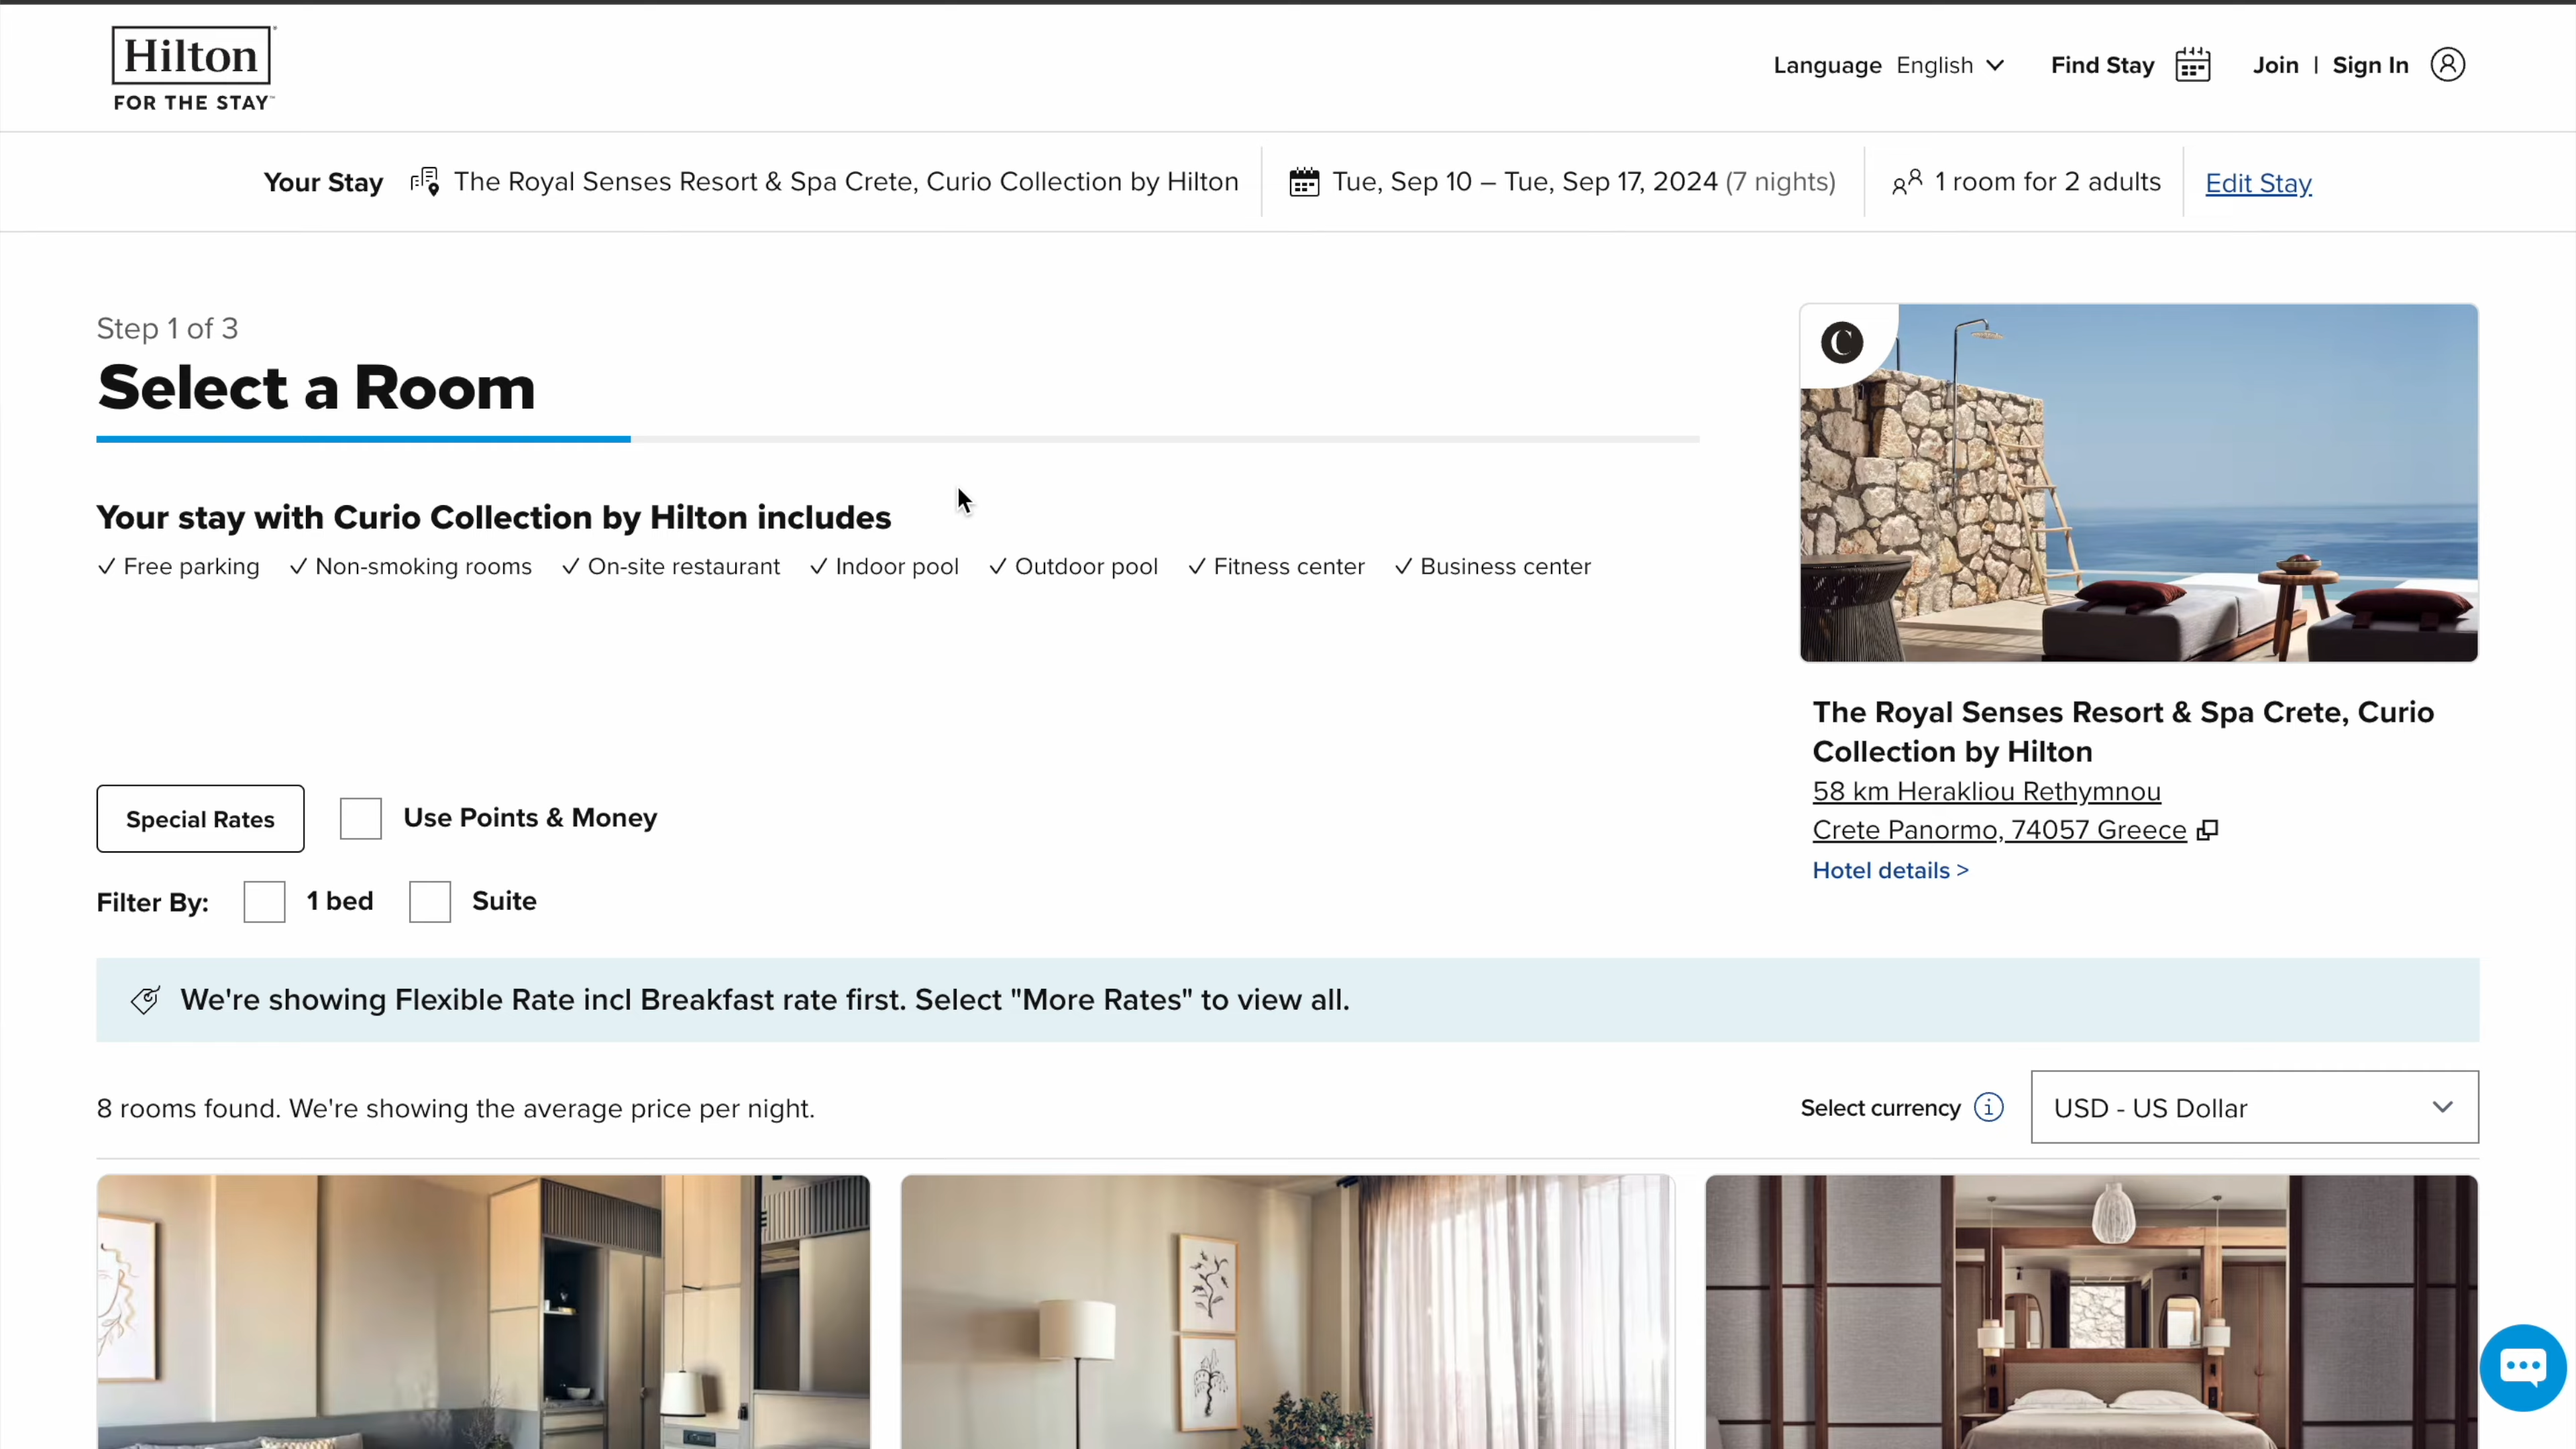 Hilton
FOR THE STAY
Language English
Find Stay
Join | Sign In
Your Stay
The Royal Senses Resort & Spa Crete, Curio Collection by Hilton
Tue, Sep 10 – Tue, Sep 17, 2024 (7 nights)
1 room for 2 adults
Edit Stay
Step 1 of 3
Select a Room
Your stay with Curio Collection by Hilton includes
✓ Free parking ✓ Non-smoking rooms ✓ On-site restaurant ✓ Indoor pool ✓ Outdoor pool ✓ Fitness center ✓ Business center
C
The Royal Senses Resort & Spa Crete, Curio
Collection by Hilton
58 km Herakliou Rethymnou
Crete Panormo, 74057 Greece
Hotel details >
Special Rates
Use Points & Money
Filter By: 1 bed Suite
We're showing Flexible Rate incl Breakfast rate first. Select "More Rates" to view all.
8 rooms found. We're showing the average price per night.
Select currency
USD - US Dollar